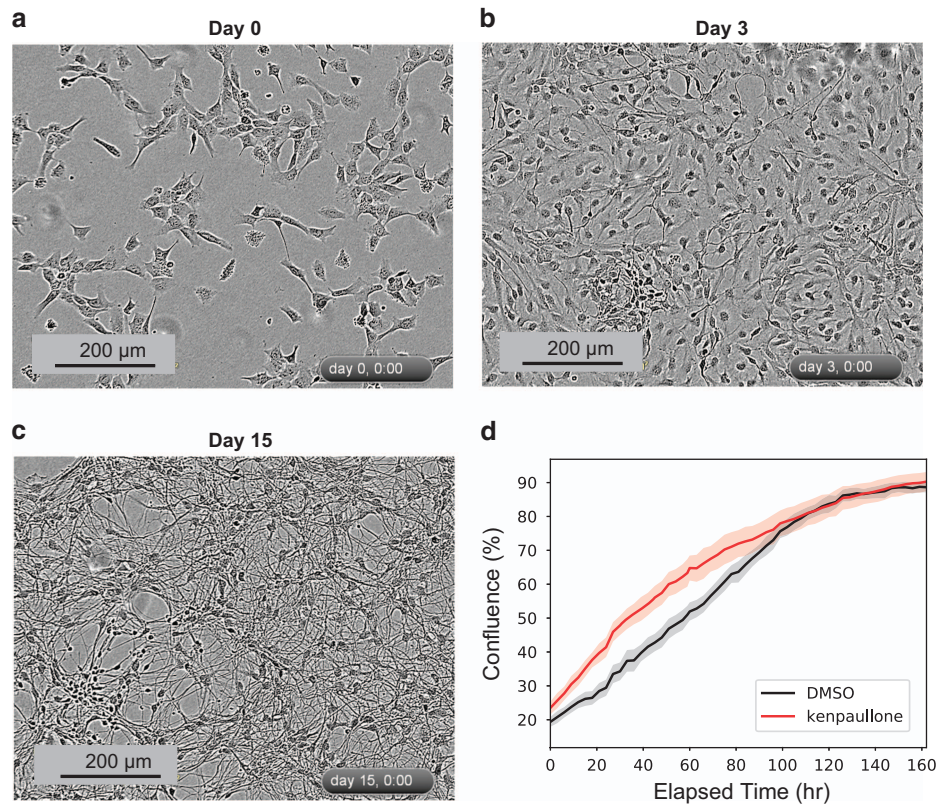 a
Day 0
200 µm
day 0, 0:00
b
Day 3
200 µm
day 3, 0:00
c
Day 15
200 µm
day 15, 0:00
d
Confluence (%)
90
80
70
60
50
40
30
20
DMSO
kenpaullone
0 20 40 60 80 100 120 140 160
Elapsed Time (hr)